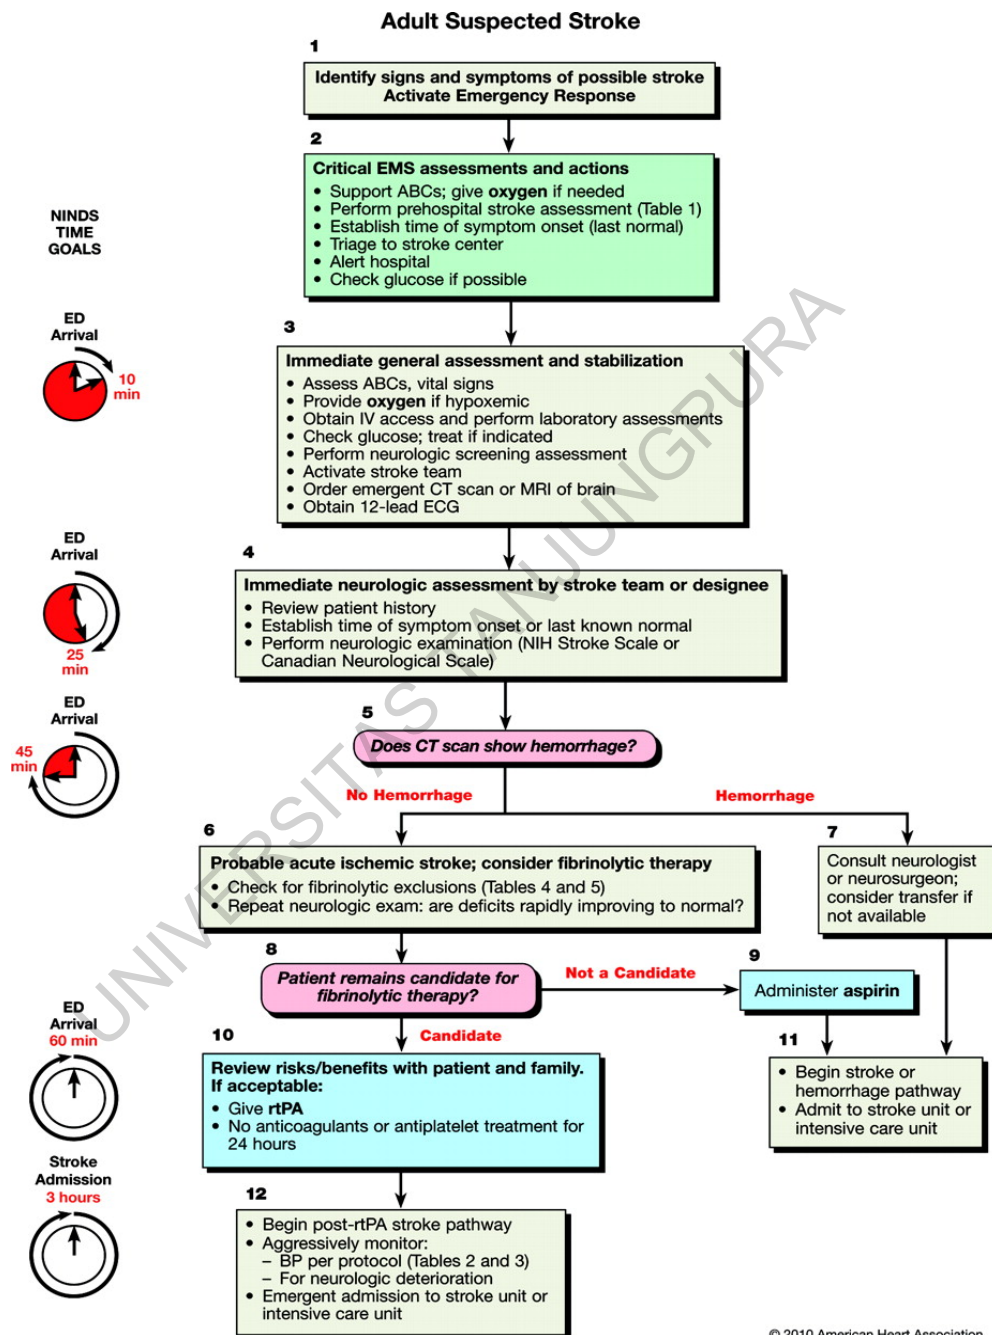 Adult Suspected Stroke
1
Identify signs and symptoms of possible stroke
Activate Emergency Response
2
Critical EMS assessments and actions
• Support ABCs; give oxygen if needed
• Perform prehospital stroke assessment (Table 1)
• Establish time of symptom onset (last normal)
• Triage to stroke center
• Alert hospital
• Check glucose if possible
NINDS
TIME
GOALS
ED
Arrival
10
min
3
Immediate general assessment and stabilization
• Assess ABCs, vital signs
• Provide oxygen if hypoxemic
• Obtain IV access and perform laboratory assessments
• Check glucose; treat if indicated
• Perform neurologic screening assessment
• Activate stroke team
• Order emergent CT scan or MRI of brain
• Obtain 12-lead ECG
ED
Arrival
25
min
4
Immediate neurologic assessment by stroke team or designee
• Review patient history
• Establish time of symptom onset or last known normal
• Perform neurologic examination (NIH Stroke Scale or
Canadian Neurological Scale)
ED
Arrival
45
min
5
Does CT scan show hemorrhage?
No Hemorrhage
Hemorrhage
6
Probable acute ischemic stroke; consider fibrinolytic therapy
• Check for fibrinolytic exclusions (Tables 4 and 5)
• Repeat neurologic exam: are deficits rapidly improving to normal?
7
Consult neurologist
or neurosurgeon;
consider transfer if
not available
8
Patient remains candidate for
fibrinolytic therapy?
Not a Candidate
9
Administer aspirin
Candidate
ED
Arrival
60 min
10
Review risks/benefits with patient and family.
If acceptable:
• Give rtPA
• No anticoagulants or antiplatelet treatment for
24 hours
11
• Begin stroke or
hemorrhage pathway
• Admit to stroke unit or
intensive care unit
Stroke
Admission
3 hours
12
• Begin post-rtPA stroke pathway
• Aggressively monitor:
– BP per protocol (Tables 2 and 3)
– For neurologic deterioration
• Emergent admission to stroke unit or
intensive care unit
© 2010 American Heart Association
UNIVERSITAS TANJUNGPURA